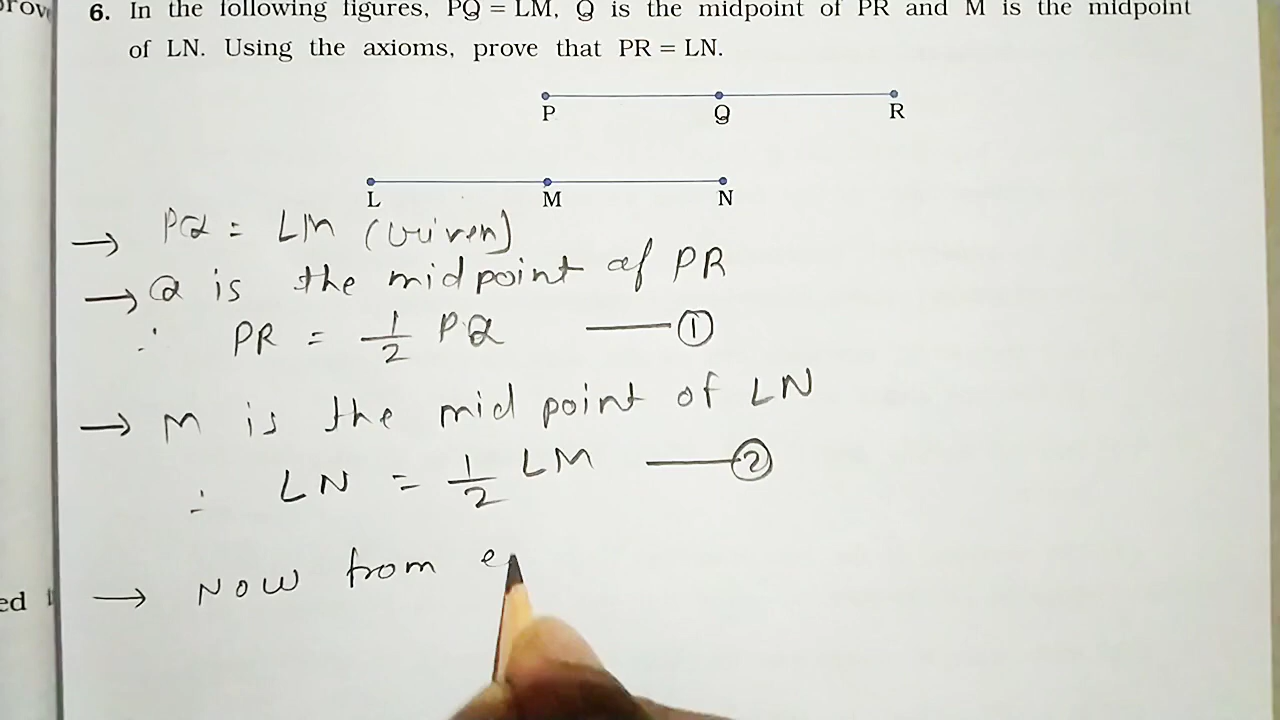 rov
6. In the following figures, PQ = LM, Q is the midpoint of PR and M is the midpoint
of LN. Using the axioms, prove that PR = LN.
P Q R
L M N
→ PQ = LM (Given)
→ Q is the midpoint of PR
∴ PR = 1/2 PQ —— ①
→ M is the mid point of LN
∴ LN = 1/2 LM —— ②
→ Now from e
ed